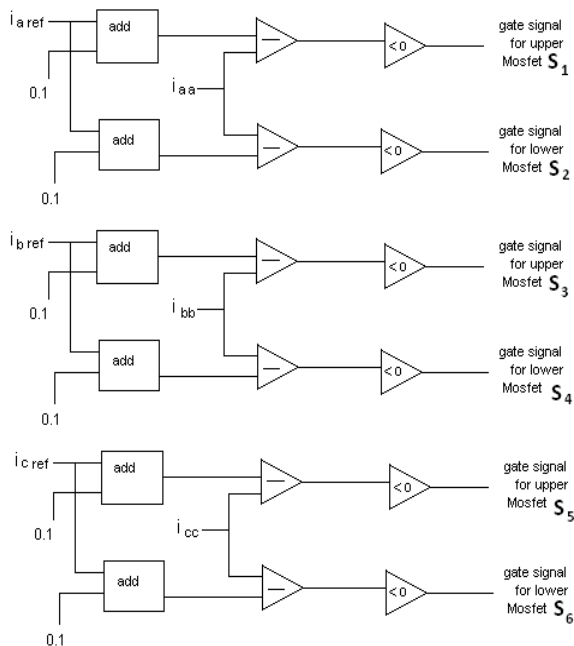 i a ref
add
gate signal
for upper
Mosfet S1
<0
0.1
i a a
add
gate signal
for lower
Mosfet S2
<0
0.1
i b ref
add
gate signal
for upper
Mosfet S3
<0
0.1
i bb
add
gate signal
for lower
Mosfet S4
<0
0.1
i c ref
add
gate signal
for upper
Mosfet S5
<0
0.1
i cc
add
gate signal
for lower
Mosfet S6
<0
0.1